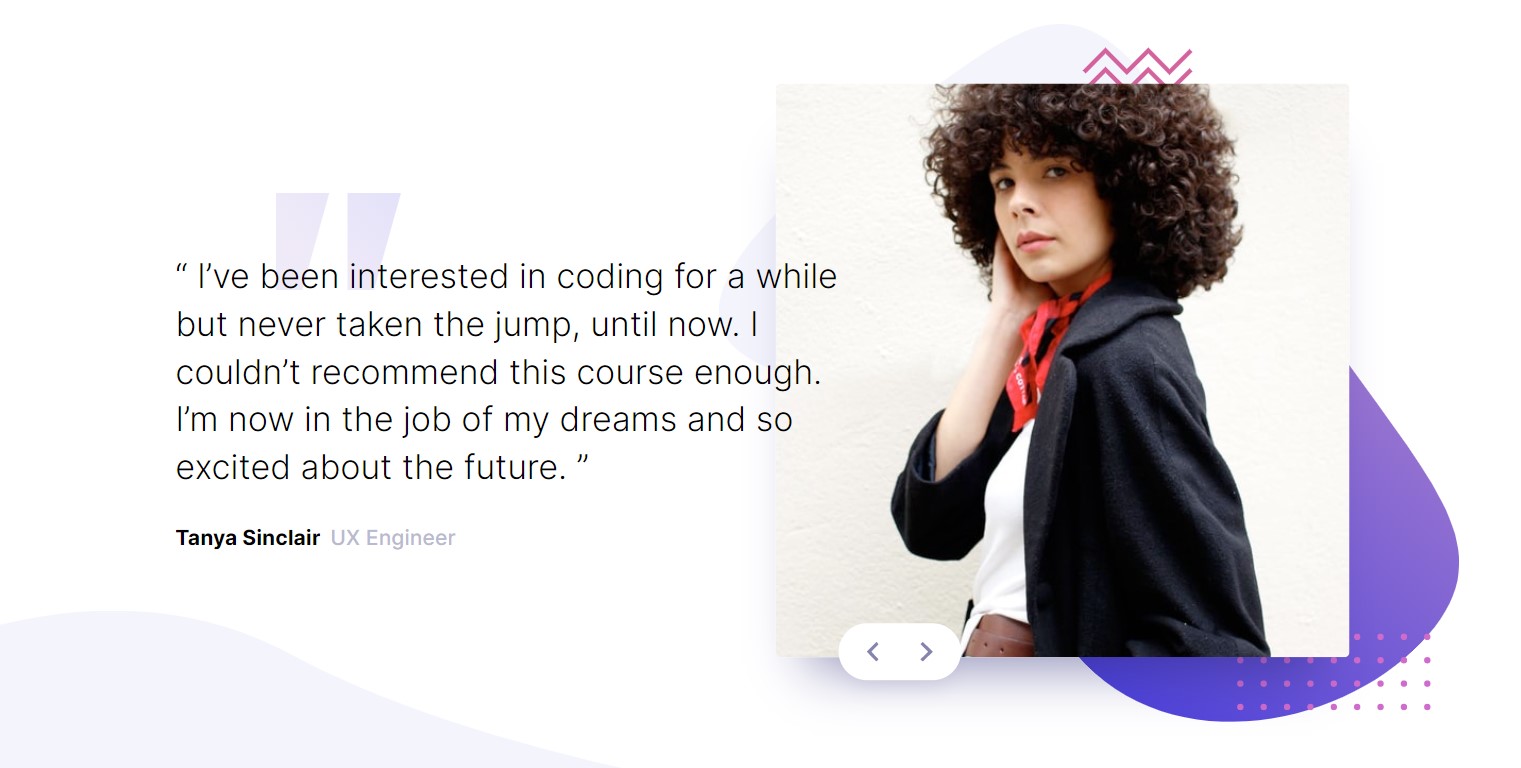 “ I’ve been interested in coding for a while
but never taken the jump, until now. I
couldn’t recommend this course enough.
I’m now in the job of my dreams and so
excited about the future. ”
Tanya Sinclair UX Engineer